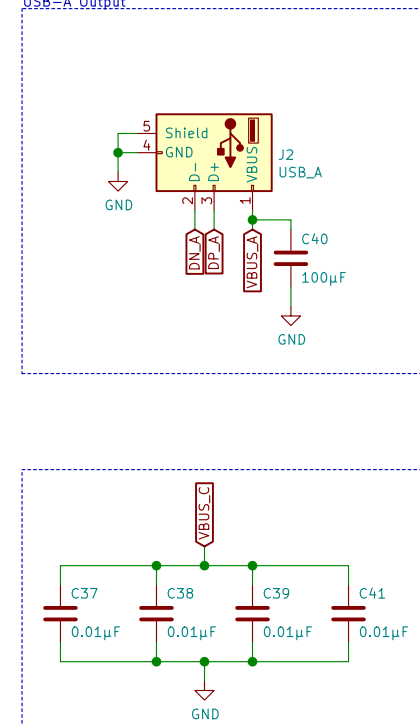 USB-A Output
5
Shield
4
GND
D-
D+
VBUS
J2
USB_A
2
3
1
GND
DN_A
DP_A
VBUS_A
C40
100µF
GND
VBUS_C
C37
C38
C39
C41
0.01µF
0.01µF
0.01µF
0.01µF
GND